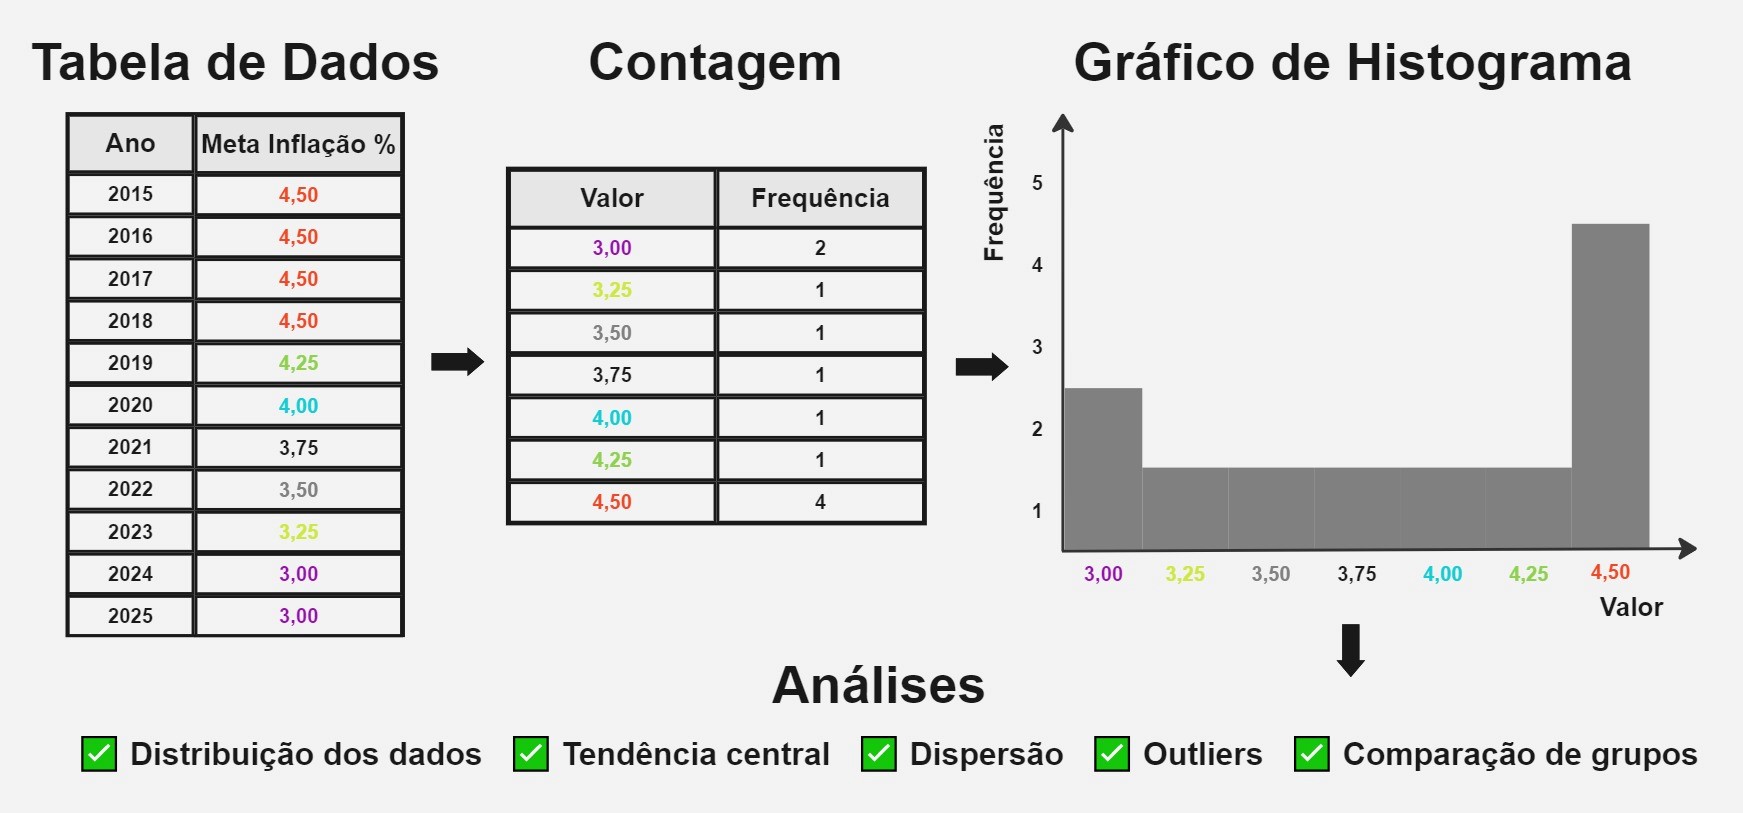 Tabela de Dados
Ano Meta Inflação %
2015 4,50
2016 4,50
2017 4,50
2018 4,50
2019 4,25
2020 4,00
2021 3,75
2022 3,50
2023 3,25
2024 3,00
2025 3,00
Contagem
Valor Frequência
3,00 2
3,25 1
3,50 1
3,75 1
4,00 1
4,25 1
4,50 4
Gráfico de Histograma
Frequência
5
4
3
2
1
3,00 3,25 3,50 3,75 4,00 4,25 4,50
Valor
Análises
Distribuição dos dados Tendência central Dispersão Outliers Comparação de grupos